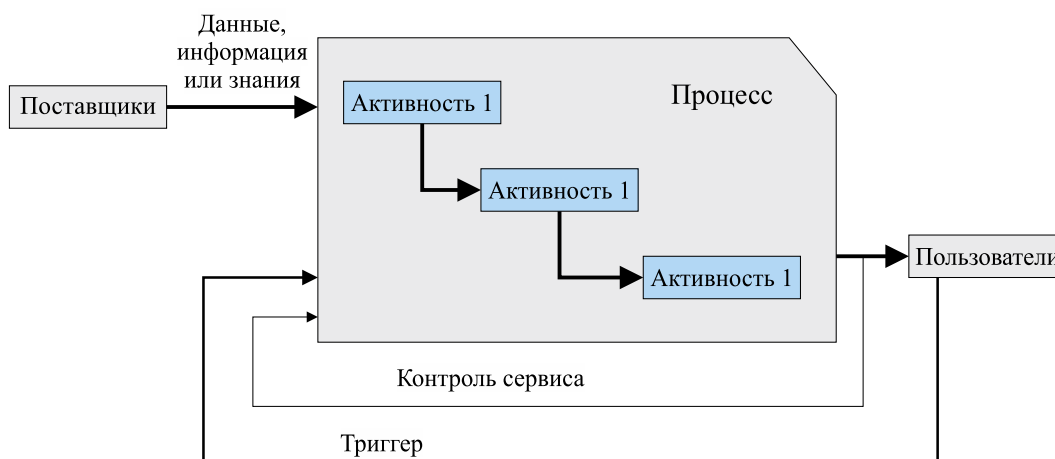 Данные,
информация
или знания
Поставщики
Процесс
Активность 1
Активность 1
Активность 1
Пользователи
Контроль сервиса
Триггер